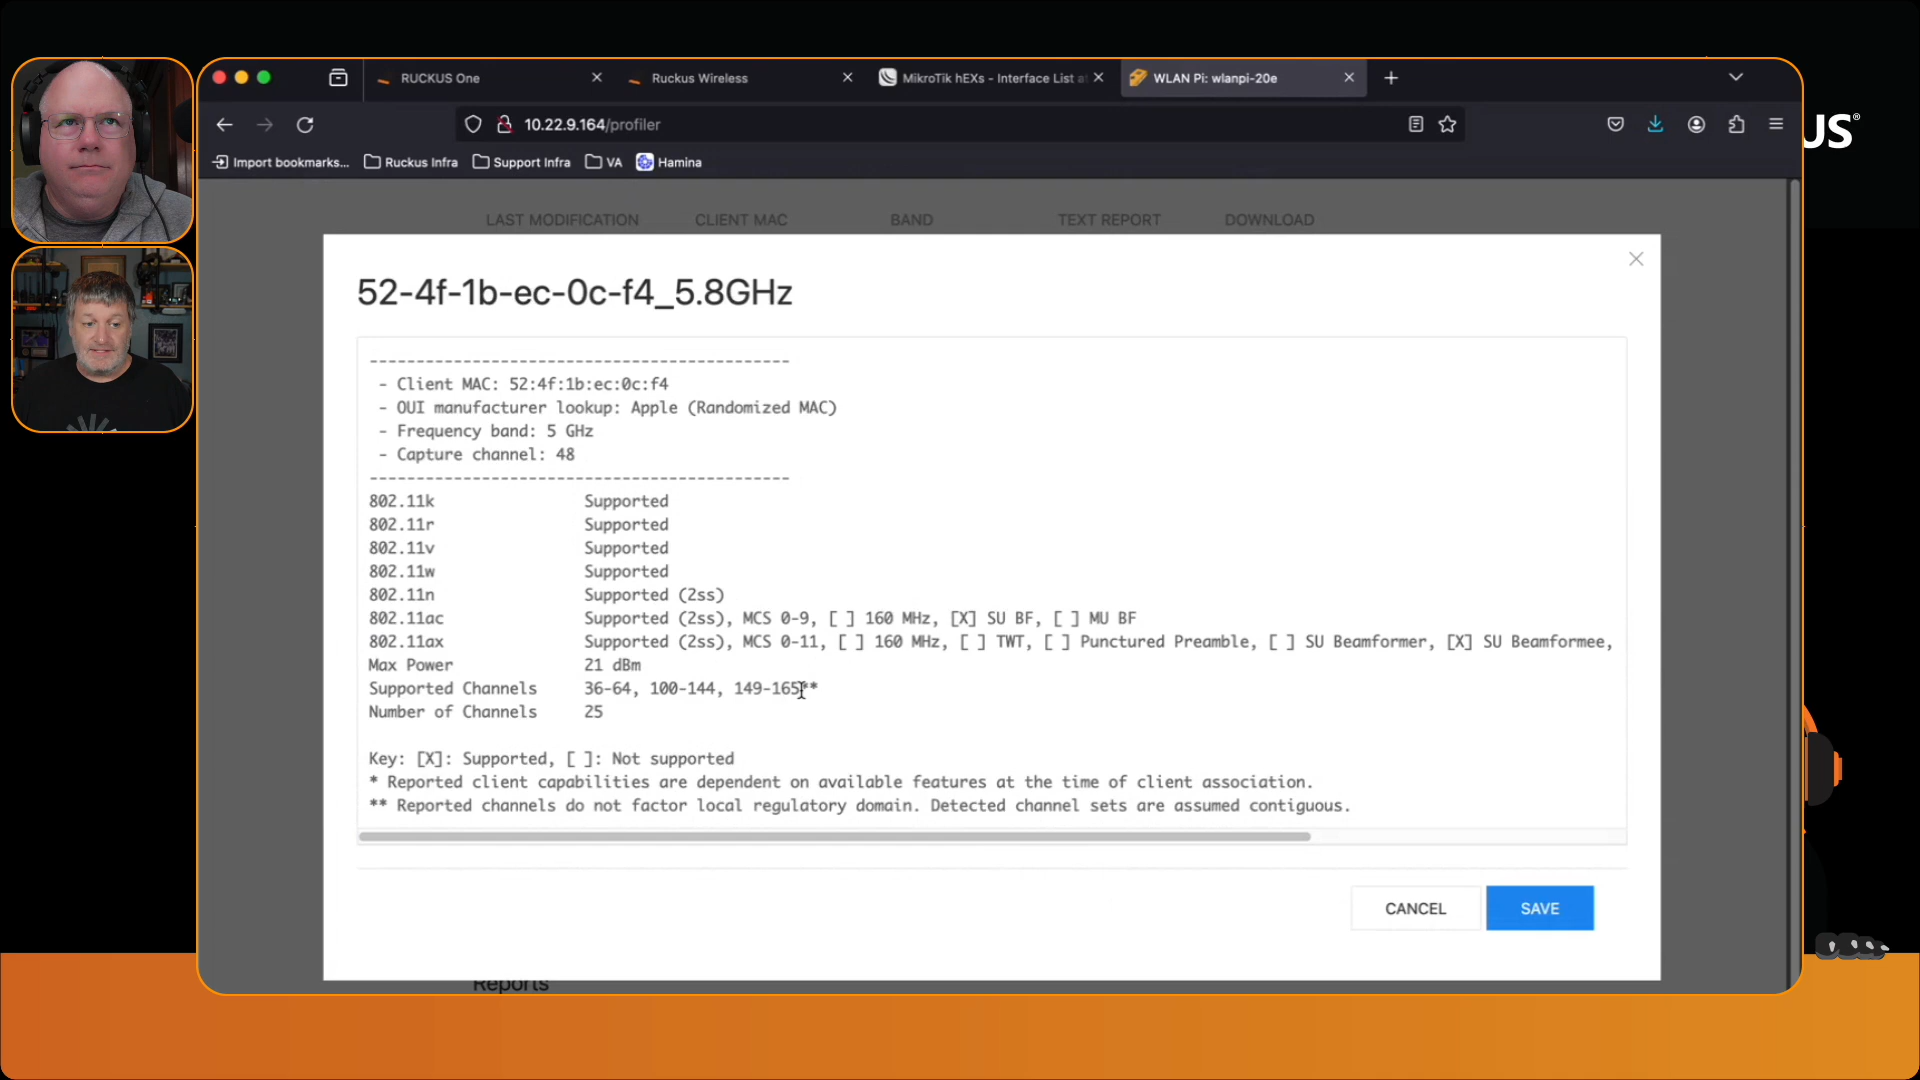 RUCKUS One
Ruckus Wireless
MikroTik hEXs - Interface List a
WLAN Pi: wlanpi-20e
10.22.9.164/profiler
Import bookmarks...
Ruckus Infra
Support Infra
VA
Hamina
US®
LAST MODIFICATION CLIENT MAC BAND TEXT REPORT DOWNLOAD
52-4f-1b-ec-0c-f4_5.8GHz
---------------------------------------------
- Client MAC: 52:4f:1b:ec:0c:f4
- OUI manufacturer lookup: Apple (Randomized MAC)
- Frequency band: 5 GHz
- Capture channel: 48
---------------------------------------------
802.11k Supported
802.11r Supported
802.11v Supported
802.11w Supported
802.11n Supported (2ss)
802.11ac Supported (2ss), MCS 0-9, [ ] 160 MHz, [X] SU BF, [ ] MU BF
802.11ax Supported (2ss), MCS 0-11, [ ] 160 MHz, [ ] TWT, [ ] Punctured Preamble, [ ] SU Beamformer, [X] SU Beamformee,
Max Power 21 dBm
Supported Channels 36-64, 100-144, 149-165**
Number of Channels 25
Key: [X]: Supported, [ ]: Not supported
* Reported client capabilities are dependent on available features at the time of client association.
** Reported channels do not factor local regulatory domain. Detected channel sets are assumed contiguous.
CANCEL
SAVE
Reports